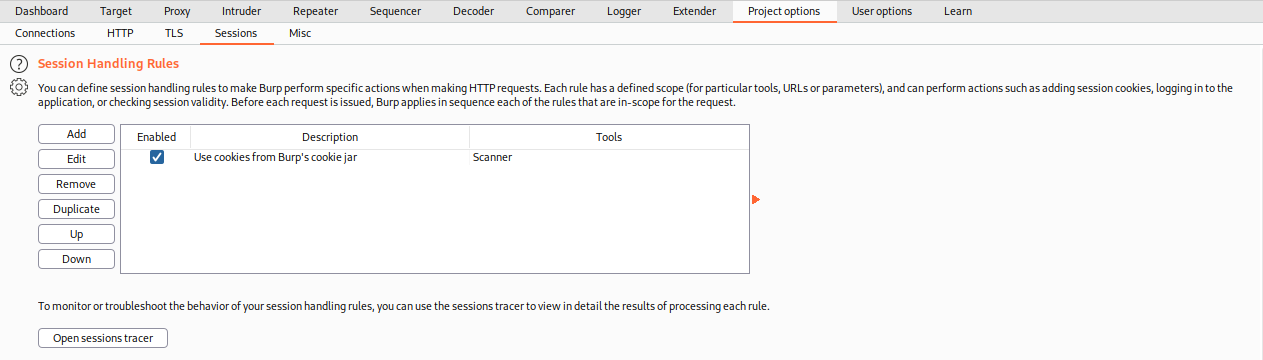 Dashboard Target Proxy Intruder Repeater Sequencer Decoder Comparer Logger Extender Project options User options Learn
Connections HTTP TLS Sessions Misc
? Session Handling Rules
You can define session handling rules to make Burp perform specific actions when making HTTP requests. Each rule has a defined scope (for particular tools, URLs or parameters), and can perform actions such as adding session cookies, logging in to the
application, or checking session validity. Before each request is issued, Burp applies in sequence each of the rules that are in-scope for the request.
Add
Edit
Remove
Duplicate
Up
Down
Enabled Description Tools
Use cookies from Burp's cookie jar Scanner
To monitor or troubleshoot the behavior of your session handling rules, you can use the sessions tracer to view in detail the results of processing each rule.
Open sessions tracer